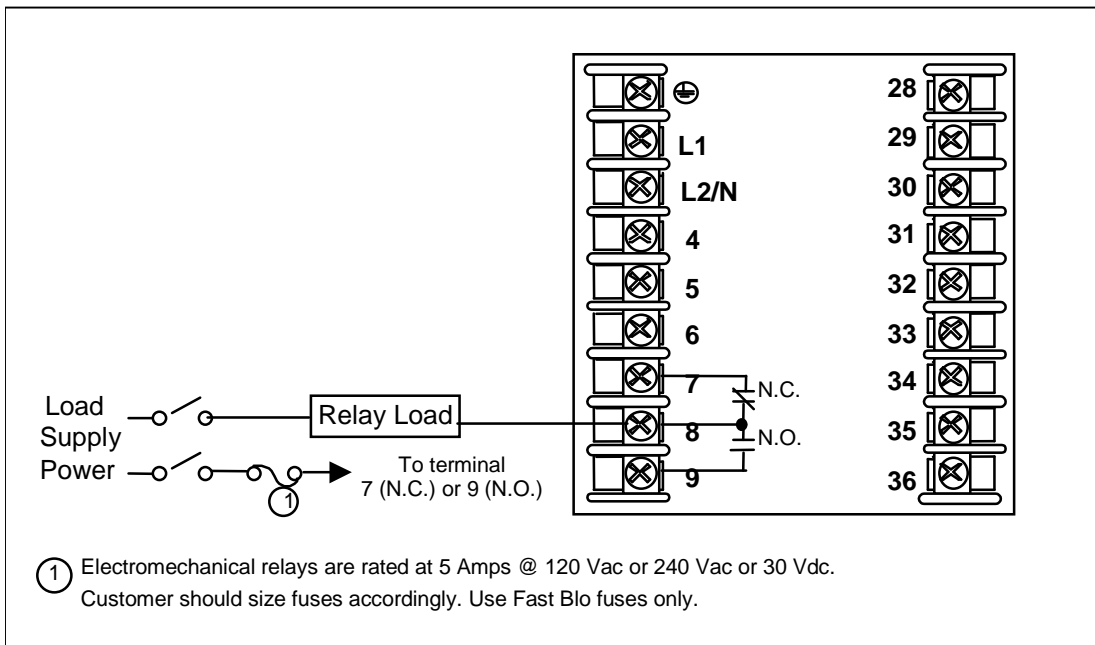 28
L1
29
L2/N
30
4
31
5
32
6
33
7
N.C.
34
Load
Supply
Power
Relay Load
8
N.O.
35
To terminal
7 (N.C.) or 9 (N.O.)
9
36
1
1 Electromechanical relays are rated at 5 Amps @ 120 Vac or 240 Vac or 30 Vdc.
Customer should size fuses accordingly. Use Fast Blo fuses only.